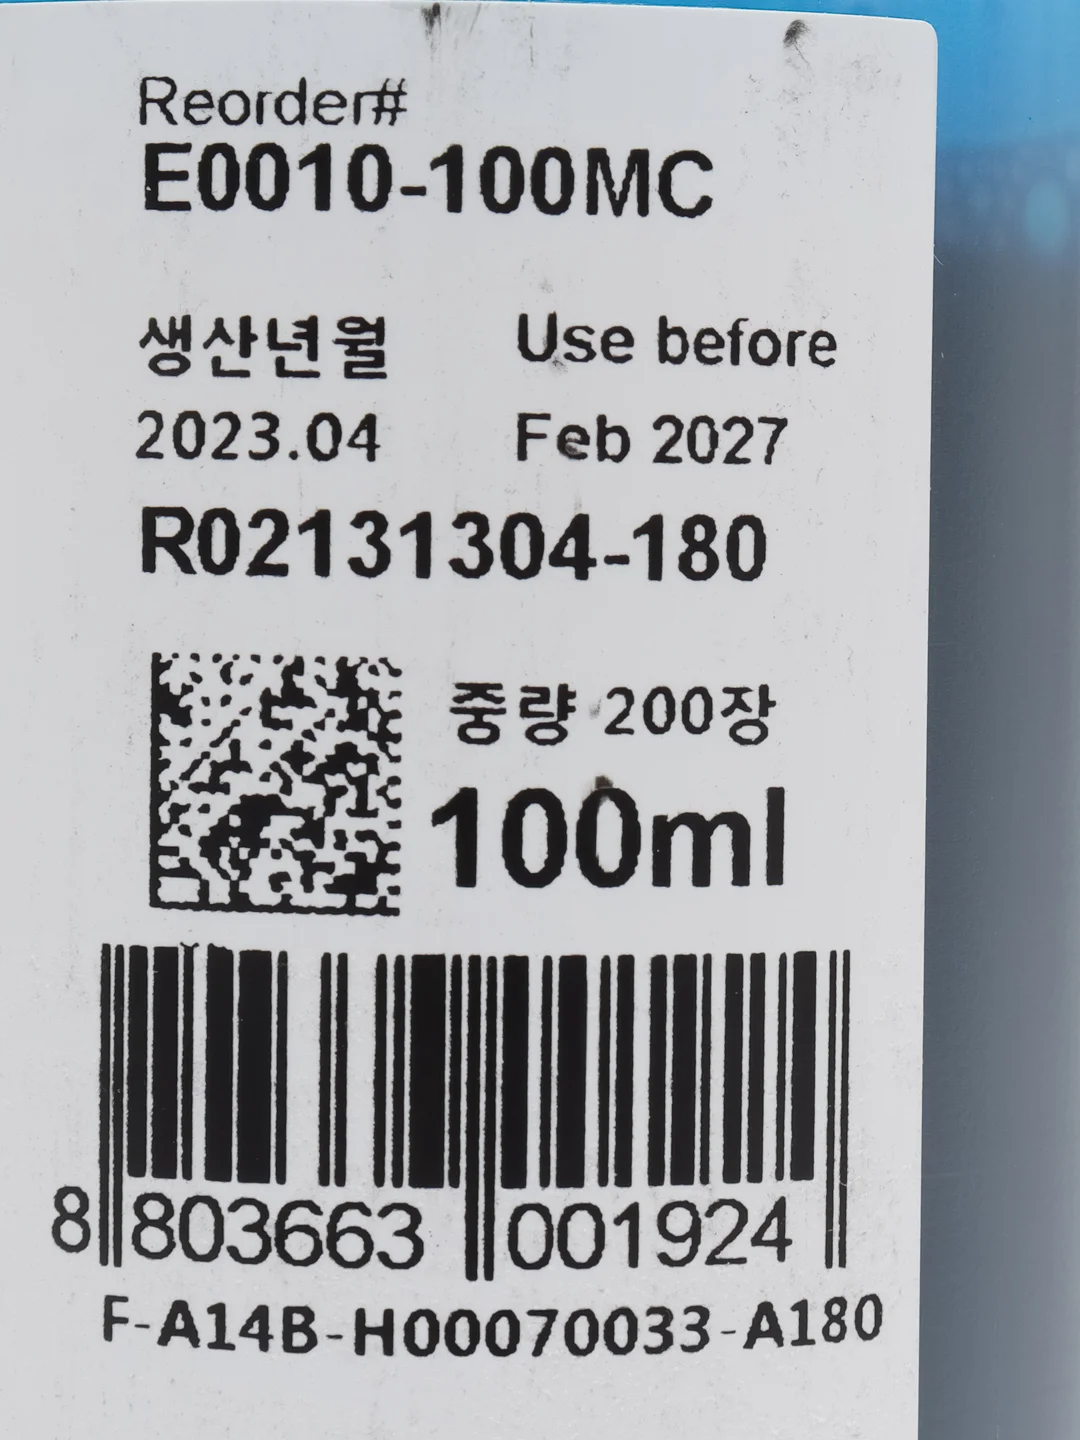 Reorder#
E0010-100MC
생산년월 Use before
2023.04 Feb 2027
R02131304-180
중량 200장
100ml
8 803663 001924
F-A14B-H00070033-A180